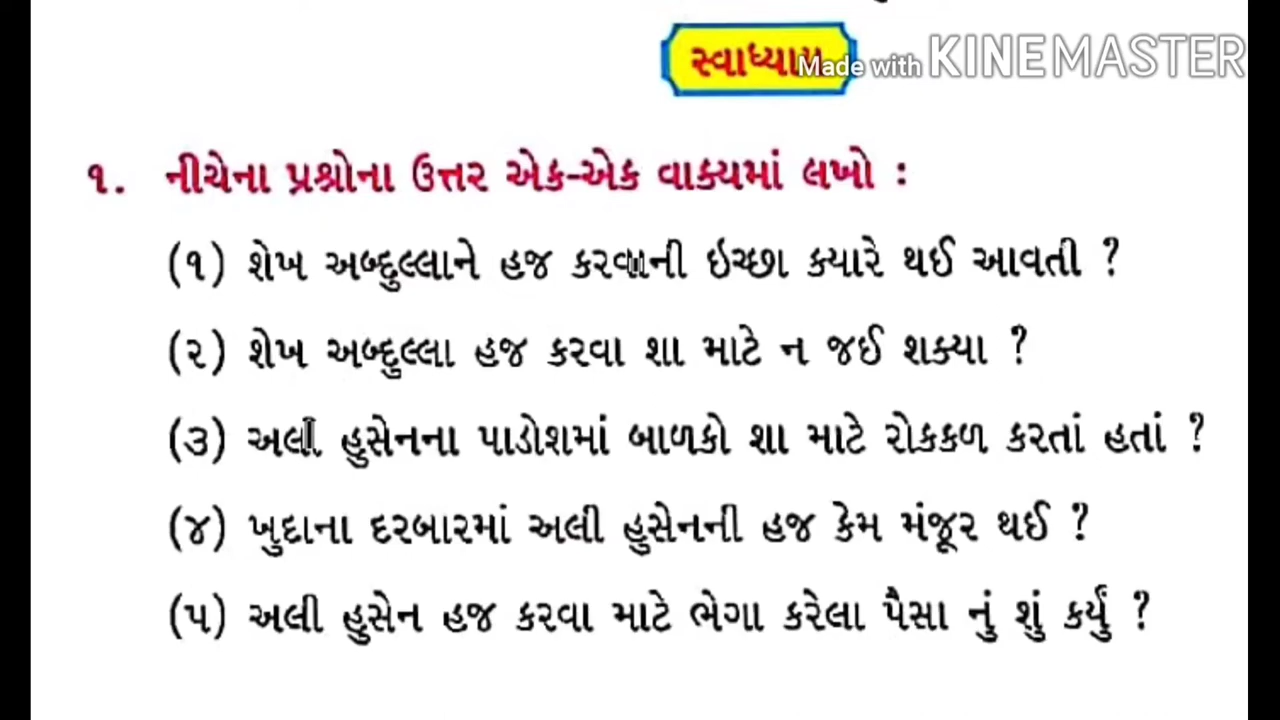 સ્વાધ્યાય
Made with KINEMASTER
૧. નીચેના પ્રશ્નોના ઉત્તર એક-એક વાક્યમાં લખો :
(૧) શેખ અબ્દુલ્લાને હજ કરવાની ઇચ્છા ક્યારે થઈ આવતી ?
(૨) શેખ અબ્દુલ્લા હજ કરવા શા માટે ન જઈ શક્યા ?
(૩) અલી હુસેનના પાડોશમાં બાળકો શા માટે રોકકળ કરતાં હતાં ?
(૪) ખુદાના દરબારમાં અલી હુસેનની હજ કેમ મંજૂર થઈ ?
(૫) અલી હુસેન હજ કરવા માટે ભેગા કરેલા પૈસા નું શું કર્યું ?